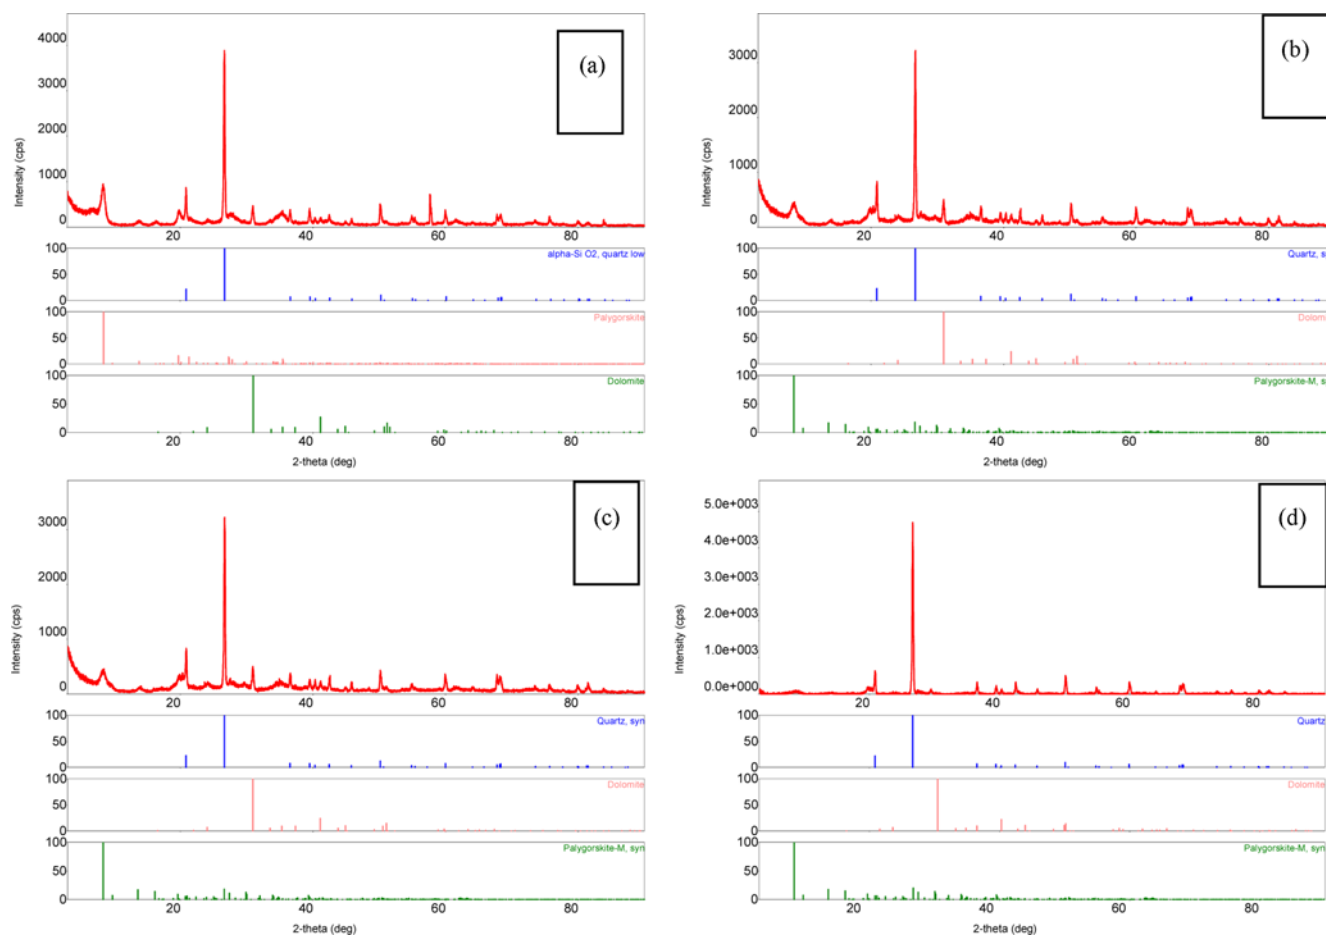 (a)
Intensity (cps)
4000
3000
2000
1000
0
20 40 60 80
100
50
0
alpha-Si O2, quartz low
100
50
0
Palygorskite
100
50
0
Dolomite
20 40 60 80
2-theta (deg)
(b)
Intensity (cps)
3000
2000
1000
0
20 40 60 80
100
50
0
Quartz, s
100
50
0
Dolom
100
50
0
Palygorskite-M, s
20 40 60 80
2-theta (deg)
(c)
Intensity (cps)
3000
2000
1000
0
20 40 60 80
100
50
0
Quartz, syn
100
50
0
Dolomite
100
50
0
Palygorskite-M, syn
20 40 60 80
2-theta (deg)
(d)
Intensity (cps)
5.0e+003
4.0e+003
3.0e+003
2.0e+003
1.0e+003
0.0e+000
20 40 60 80
100
50
0
Quartz
100
50
0
Dolomite
100
50
0
Palygorskite-M, syn
20 40 60 80
2-theta (deg)